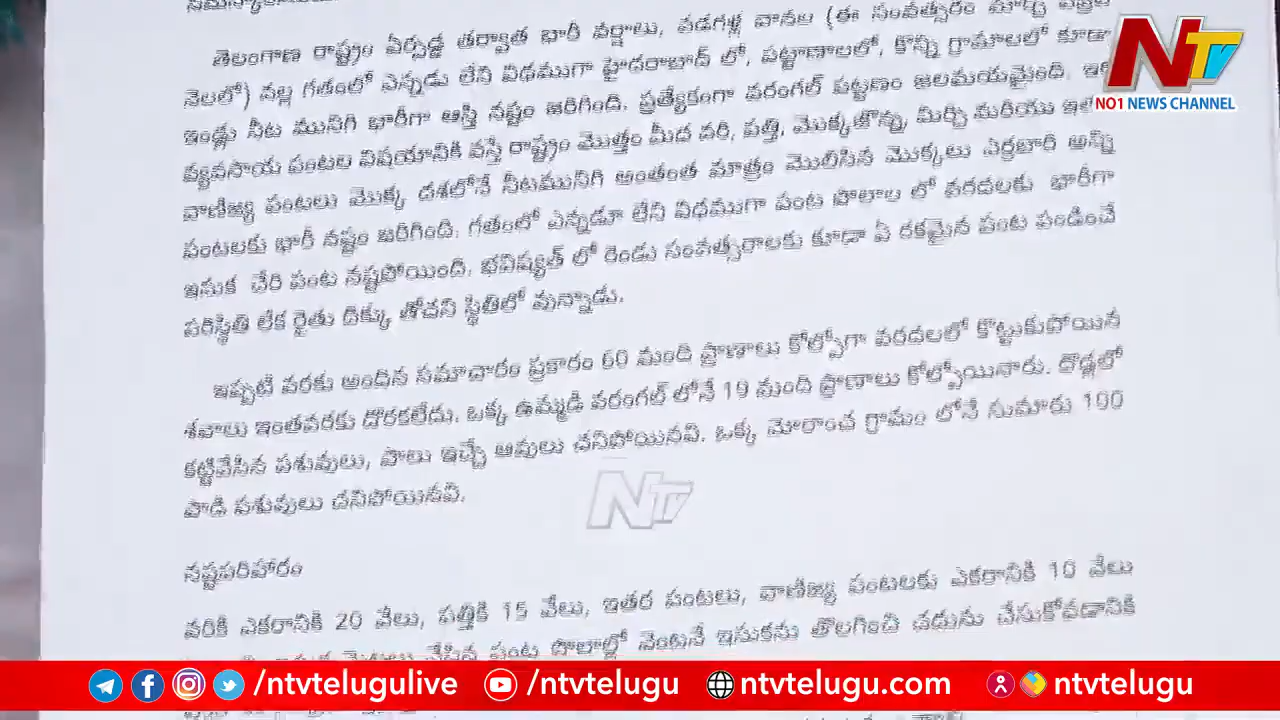 తెలంగాణ రాష్ట్రం ఏర్పడ్డ తర్వాత భారీ వర్షాలు, వడగళ్ల వానల (ఈ సంవత్సరం మార్చి
నెలలో) వల్ల గతంలో ఎన్నడు లేని విధముగా హైదరాబాద్ లో, పట్టాణాలలో, కొన్ని గ్రామాలలో కూడా
ఇండ్లు నీట మునిగి భారీగా ఆస్తి నష్టం జరిగింది. ప్రత్యేకంగా వరంగల్ పట్టణం జలమయమైంది.
వ్యవసాయ పంటల విషయానికి వస్తే రాష్ట్రం మొత్తం మీద వరి, పత్తి, మొక్కజొన్న, మిర్చి మరియు
వాణిజ్య పంటలు మొక్క దశలోనే నీటమునిగి అంతంత మాత్రం మొలిసిన మొక్కలు ఎర్రబారి అన్ని
పంటలకు భారీ నష్టం జరిగింది. గతంలో ఎన్నడూ లేని విధముగా పంట పొలాల లో వరదలకు భారీగా
ఇసుక చేరి పంట నష్టపోయింది. భవిష్యత్ లో రెండు సంవత్సరాలకు కూడా ఏ రకమైన పంట పండించే
పరిస్థితి లేక రైతు దిక్కు తోచని స్థితిలో వున్నాడు.
ఇప్పటి వరకు అందిన సమాచారం ప్రకారం 60 మంది ప్రాణాలు కోల్పోగా వరదలలో కొట్టుకుపోయిన
శవాలు ఇంతవరకు దొరకలేదు. ఒక్క ఉమ్మడి వరంగల్ లోనే 19 మంది ప్రాణాలు కోల్పోయినారు. దొడ్లలో
కట్టివేసిన పశువులు, పాలు ఇచ్చే ఆవులు చనిపోయినవి. ఒక్క మోరాంచ గ్రామం లోనే సుమారు 100
పాడి పశువులు చనిపోయినవి.
నష్టపరిహారం
వరికి ఎకరానికి 20 వేలు, పత్తికి 15 వేలు, ఇతర పంటలు, వాణిజ్య పంటలకు ఎకరానికి 10 వేలు
ఇసుక మేటలు వేసిన పంట పొలాల్లో వెంటనే ఇసుకను తొలగించి చదును చేసుకోవడానికి
NTV
NO1 NEWS CHANNEL
NTV
/ntvtelugulive
/ntvtelugu
ntvtelugu.com
ntvtelugu